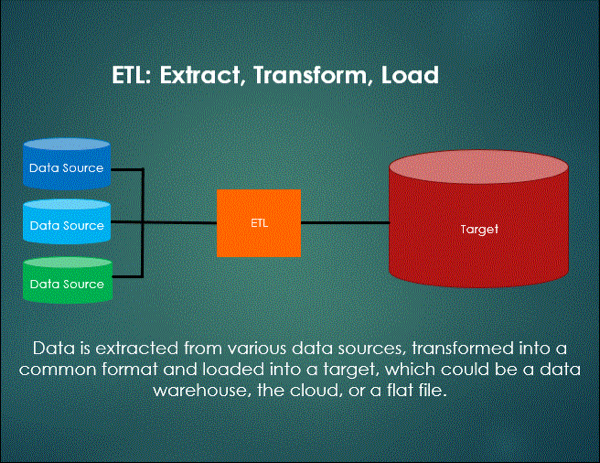 ETL: Extract, Transform, Load
Data Source
Data Source
ETL
Target
Data Source
Data is extracted from various data sources, transformed into a
common format and loaded into a target, which could be a data
warehouse, the cloud, or a flat file.